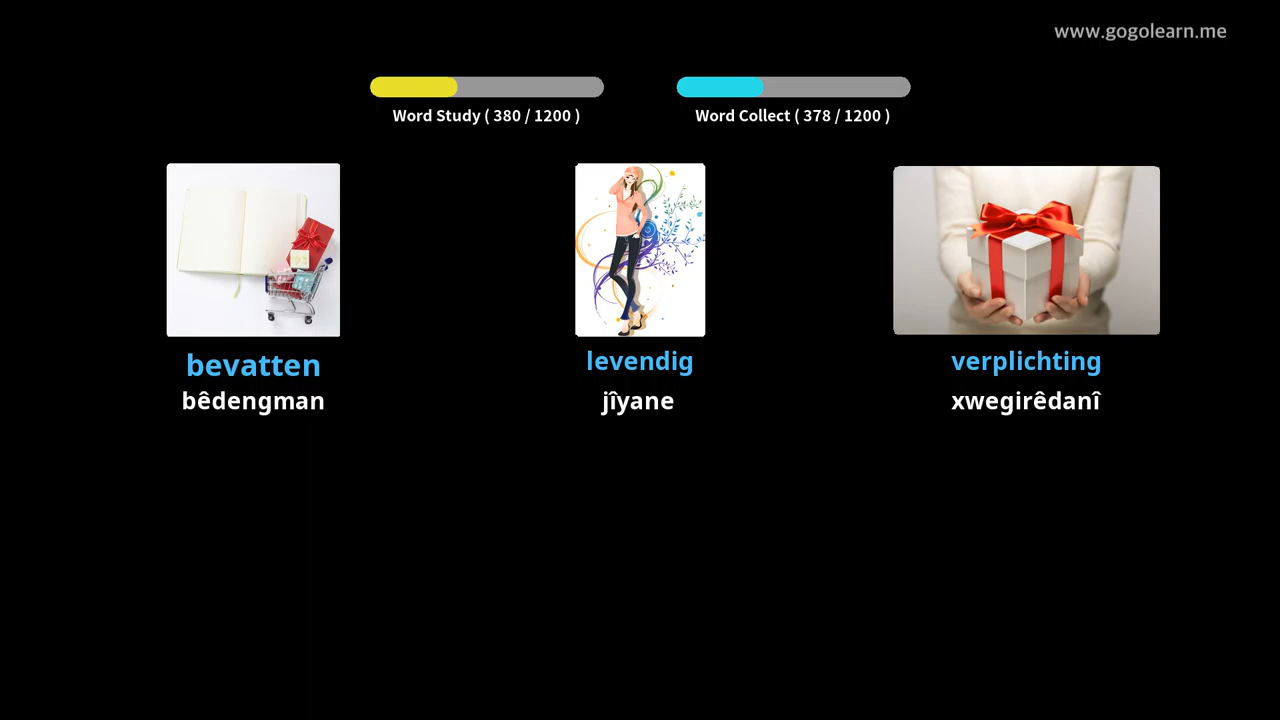 www.gogolearn.me
Word Study ( 380 / 1200 )
Word Collect ( 378 / 1200 )
bevatten
bêdengman
levendig
jîyane
verplichting
xwegirêdanî